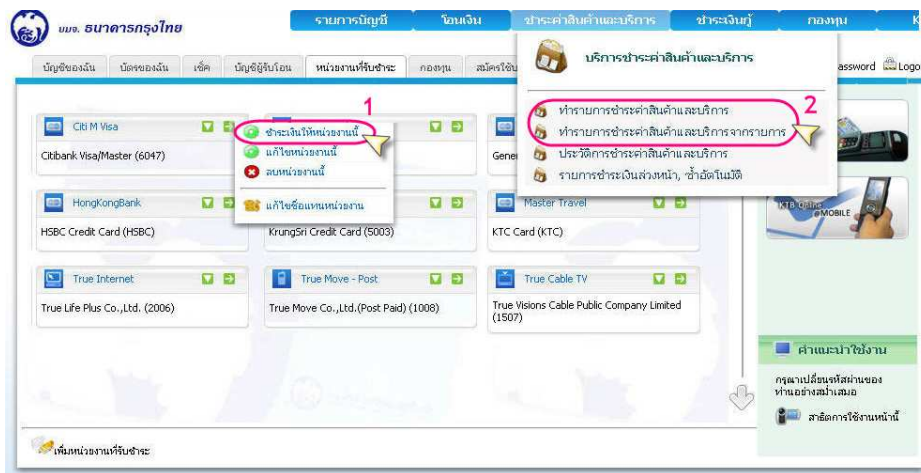 บมจ. ธนาคารกรุงไทย
รายการบัญชี
โอนเงิน
ชำระค่าสินค้าและบริการ
ชำระเงินกู้
กองทุน
K
บัญชีของฉัน
บัตรของฉัน
เช็ค
บัญชีผู้รับโอน
หน่วยงานที่รับชำระ
กองทุน
สมัครใช้บ
assword
Logo
บริการชำระค่าสินค้าและบริการ
ทำรายการชำระค่าสินค้าและบริการ
ทำรายการชำระค่าสินค้าและบริการจากรายการ
ประวัติการชำระค่าสินค้าและบริการ
รายการชำระเงินล่วงหน้า, ซ้ำอัตโนมัติ
2
1
ชำระเงินให้หน่วยงานนี้
แก้ไขหน่วยงานนี้
ลบหน่วยงานนี้
แก้ไขชื่อแทนหน่วยงาน
Citi M Visa
Citibank Visa/Master (6047)
Gener
HongKongBank
HSBC Credit Card (HSBC)
KrungSri Credit Card (5003)
Master Travel
KTC Card (KTC)
KTB Online
@MOBILE
True Internet
True Life Plus Co.,Ltd. (2006)
True Move - Post
True Move Co.,Ltd.(Post Paid) (1008)
True Cable TV
True Visions Cable Public Company Limited
(1507)
คำแนะนำใช้งาน
กรุณาเปลี่ยนรหัสผ่านของ
ท่านอย่างสม่ำเสมอ
สาธิตการใช้งานหน้านี้
เพิ่มหน่วยงานที่รับชำระ